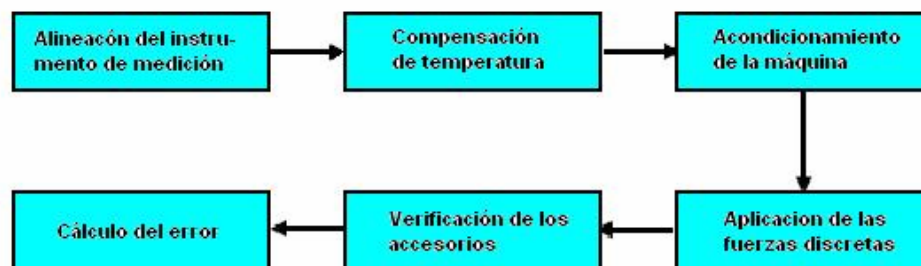 Alineacón del instru-
mento de medición
Compensación
de temperatura
Acondicionamiento
de la máquina
Aplicacion de las
fuerzas discretas
Verificación de los
accesorios
Cálculo del error